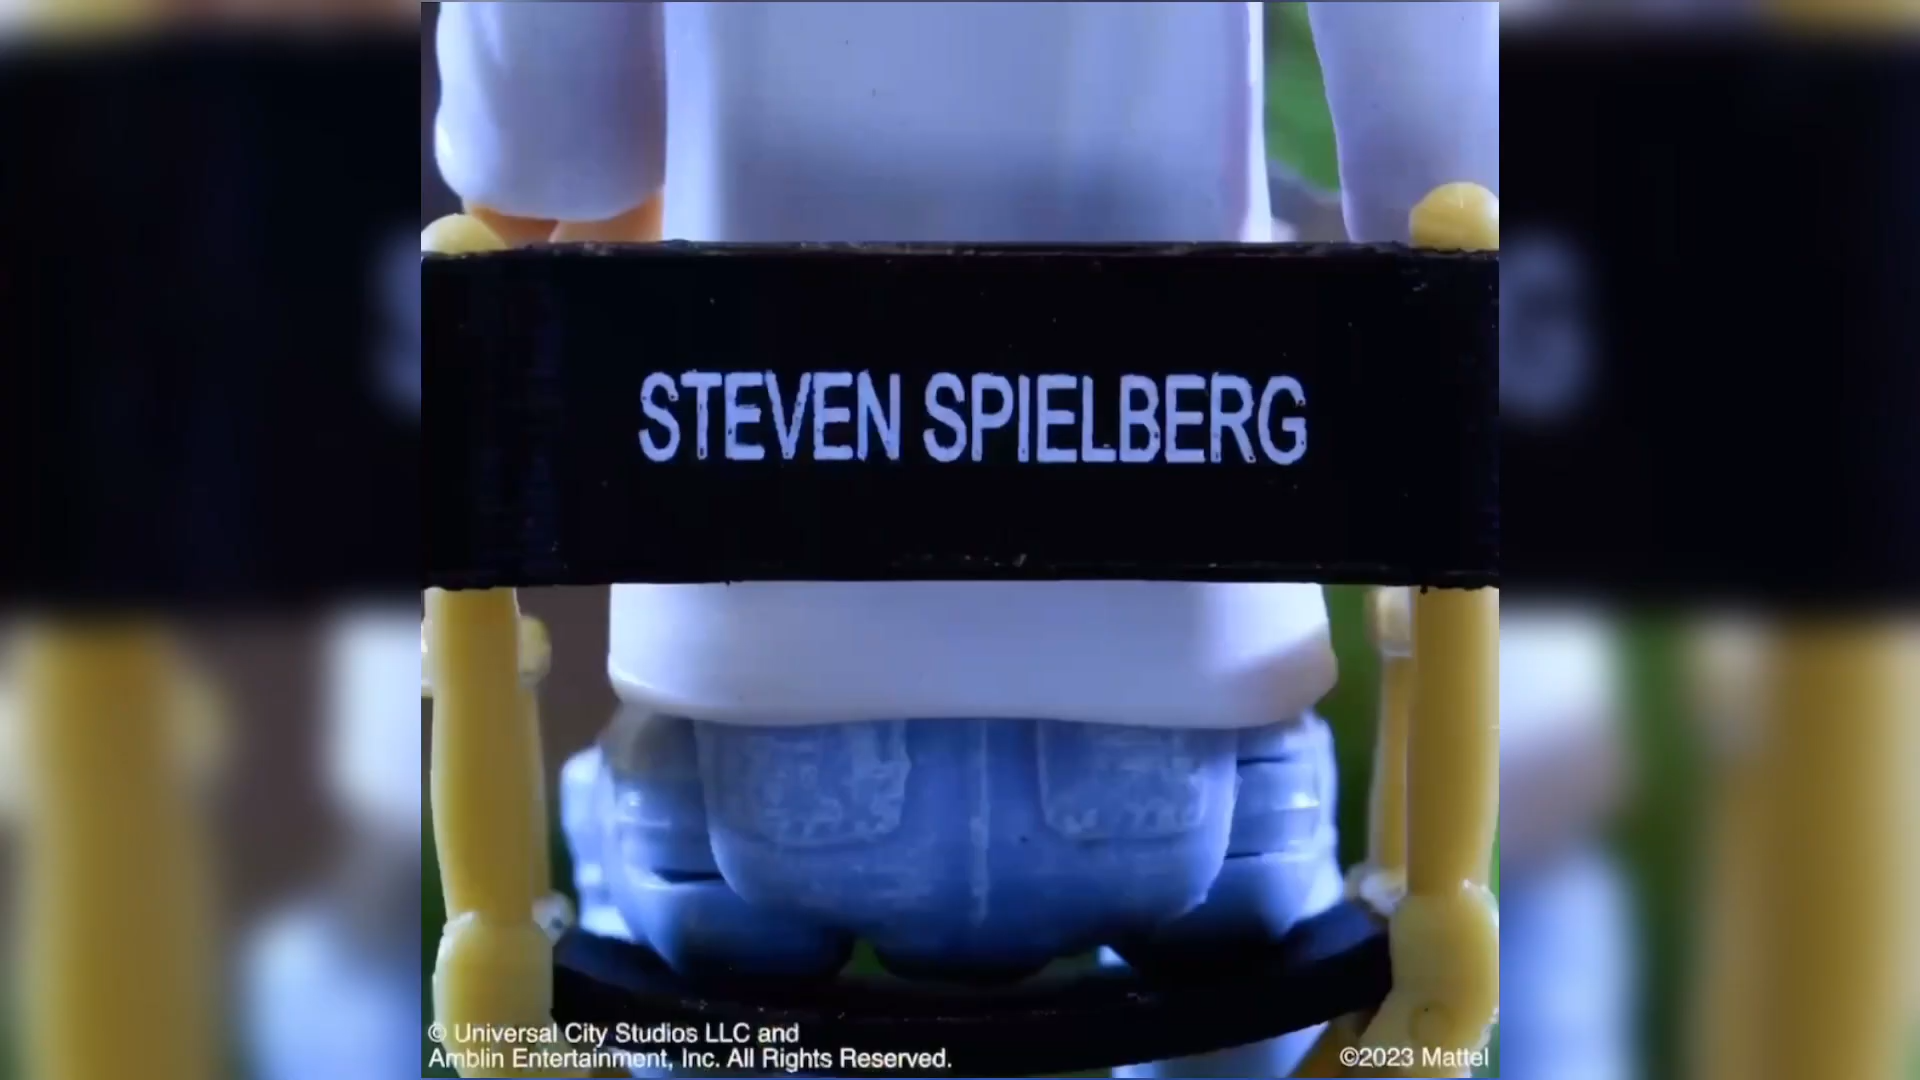 STEVEN SPIELBERG
© Universal City Studios LLC and
Amblin Entertainment, Inc. All Rights Reserved.
©2023 Mattel